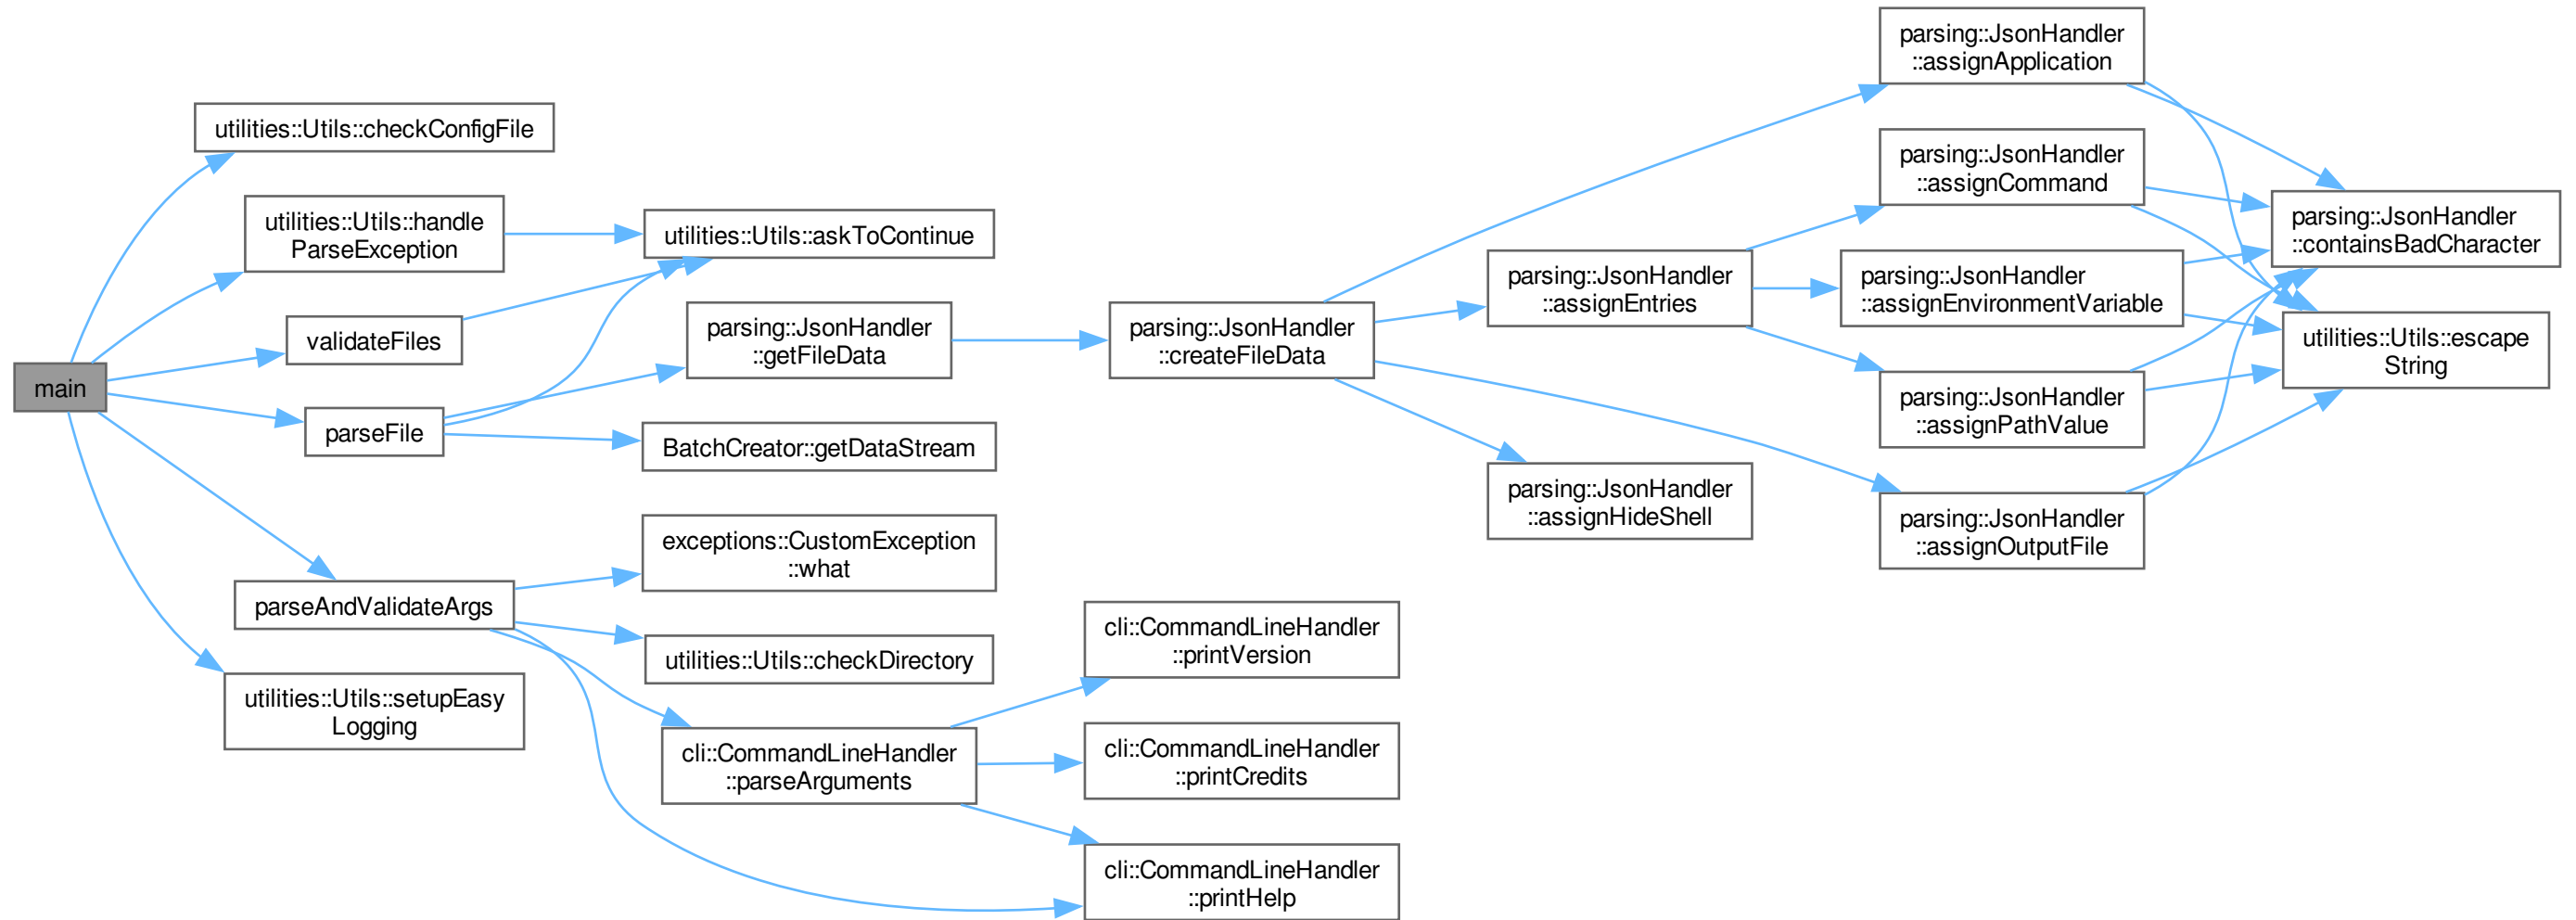 main
utilities::Utils::checkConfigFile
utilities::Utils::handle
ParseException
validateFiles
parseFile
parseAndValidateArgs
utilities::Utils::setupEasy
Logging
utilities::Utils::askToContinue
parsing::JsonHandler
::getFileData
BatchCreator::getDataStream
exceptions::CustomException
::what
utilities::Utils::checkDirectory
cli::CommandLineHandler
::parseArguments
parsing::JsonHandler
::createFileData
cli::CommandLineHandler
::printVersion
cli::CommandLineHandler
::printCredits
cli::CommandLineHandler
::printHelp
parsing::JsonHandler
::assignEntries
parsing::JsonHandler
::assignHideShell
parsing::JsonHandler
::assignApplication
parsing::JsonHandler
::assignCommand
parsing::JsonHandler
::assignEnvironmentVariable
parsing::JsonHandler
::assignPathValue
parsing::JsonHandler
::assignOutputFile
parsing::JsonHandler
::containsBadCharacter
utilities::Utils::escape
String